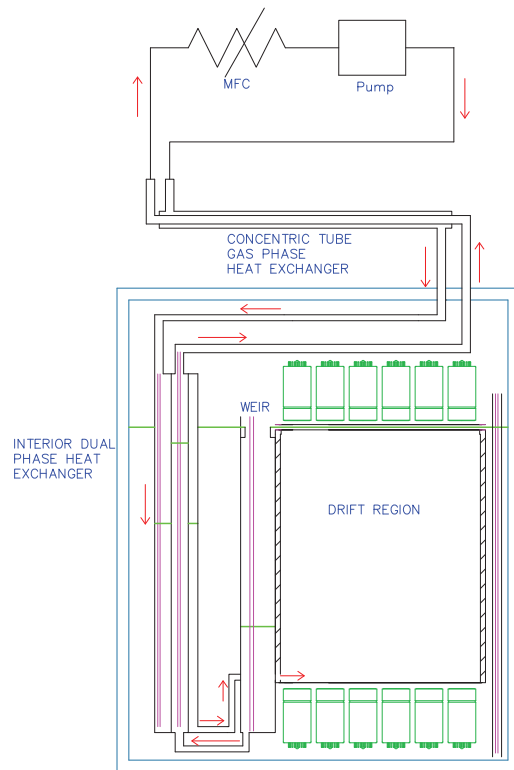 MFC
Pump
CONCENTRIC TUBE
GAS PHASE
HEAT EXCHANGER
WEIR
INTERIOR DUAL
PHASE HEAT
EXCHANGER
DRIFT REGION